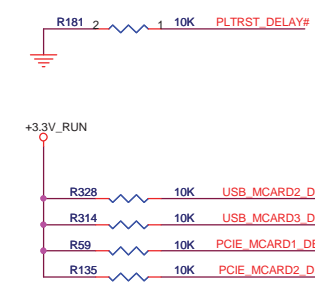 R181 2 1 10K PLTRST_DELAY#
+3.3V_RUN
R328 10K USB_MCARD2_D
R314 10K USB_MCARD3_D
R59 10K PCIE_MCARD1_DE
R135 10K PCIE_MCARD2_D